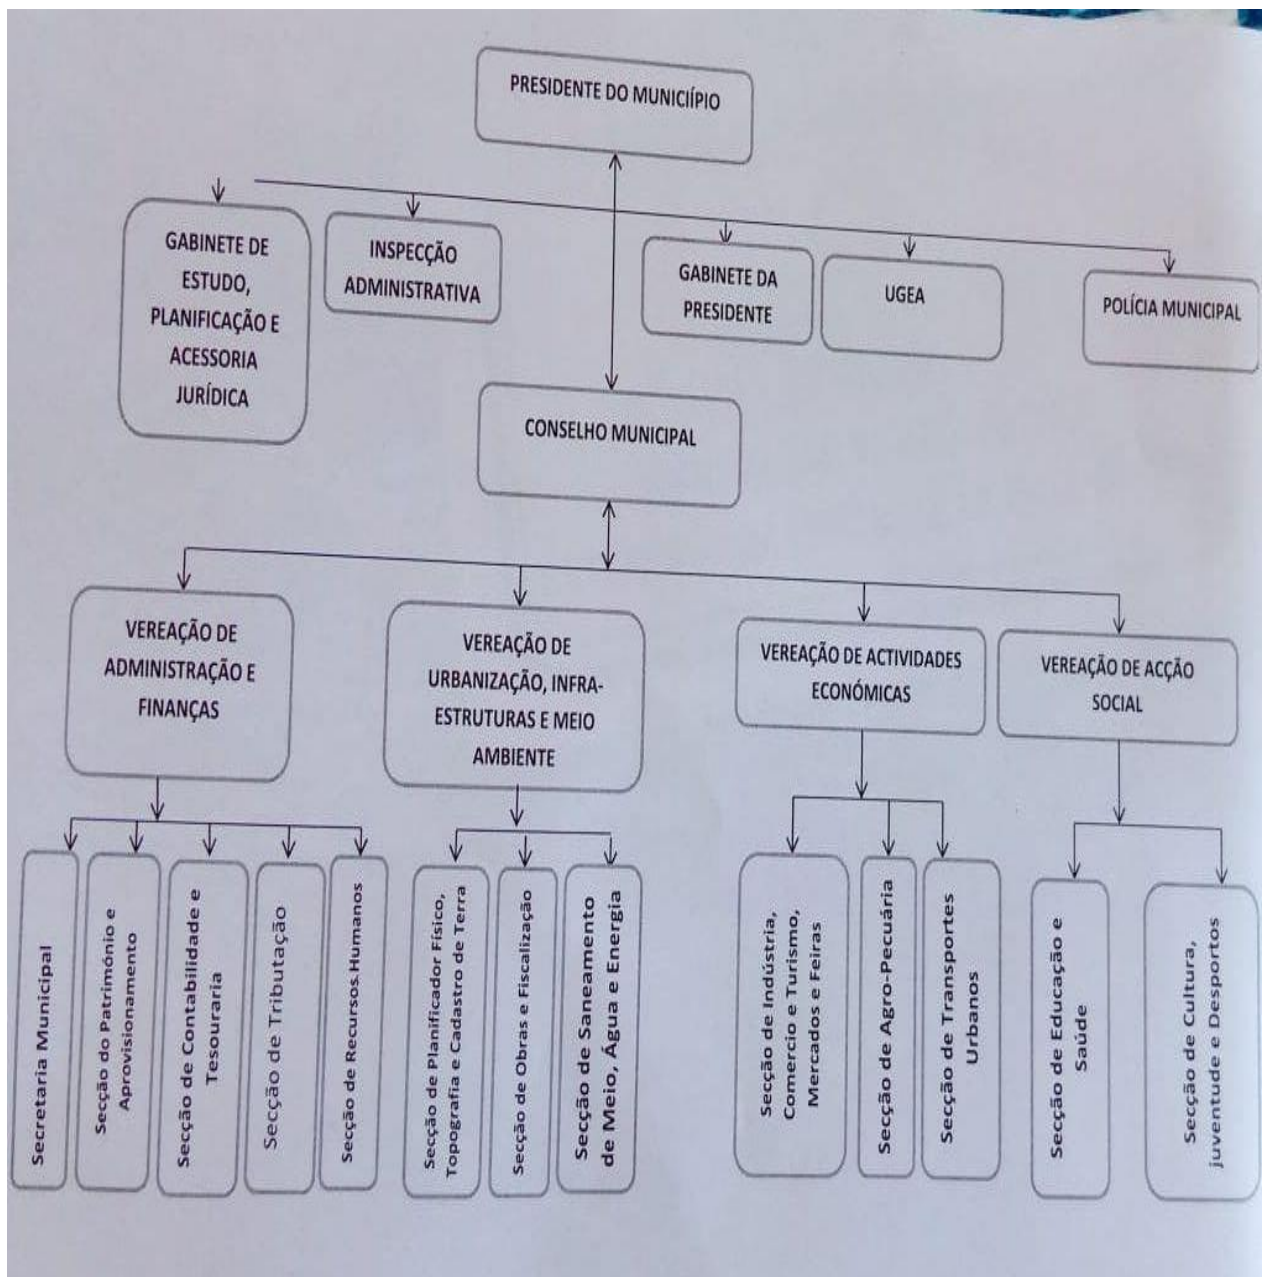 PRESIDENTE DO MUNICIÍPIO
GABINETE DE
ESTUDO,
PLANIFICAÇÃO E
ACESSORIA
JURÍDICA
INSPECÇÃO
ADMINISTRATIVA
GABINETE DA
PRESIDENTE
UGEA
POLÍCIA MUNICIPAL
CONSELHO MUNICIPAL
VEREAÇÃO DE
ADMINISTRAÇÃO E
FINANÇAS
VEREAÇÃO DE
URBANIZAÇÃO, INFRA-
ESTRUTURAS E MEIO
AMBIENTE
VEREAÇÃO DE ACTIVIDADES
ECONÓMICAS
VEREAÇÃO DE ACÇÃO
SOCIAL
Secretaria Municipal
Secção do Património e
Aprovisionamento
Secção de Contabilidade e
Tesouraria
Secção de Tributação
Secção de Recursos Humanos
Secção de Planificador Físico,
Topografia e Cadastro de Terra
Secção de Obras e Fiscalização
Secção de Saneamento
de Meio, Água e Energia
Secção de Indústria,
Comercio e Turismo,
Mercados e Feiras
Secção de Agro-Pecuária
Secção de Transportes
Urbanos
Secção de Educação e
Saúde
Secção de Cultura,
juventude e Desportos